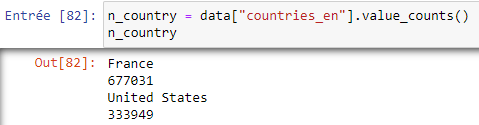 Entrée [82]: n_country = data["countries_en"].value_counts()
n_country
Out[82]: France
677031
United States
333949